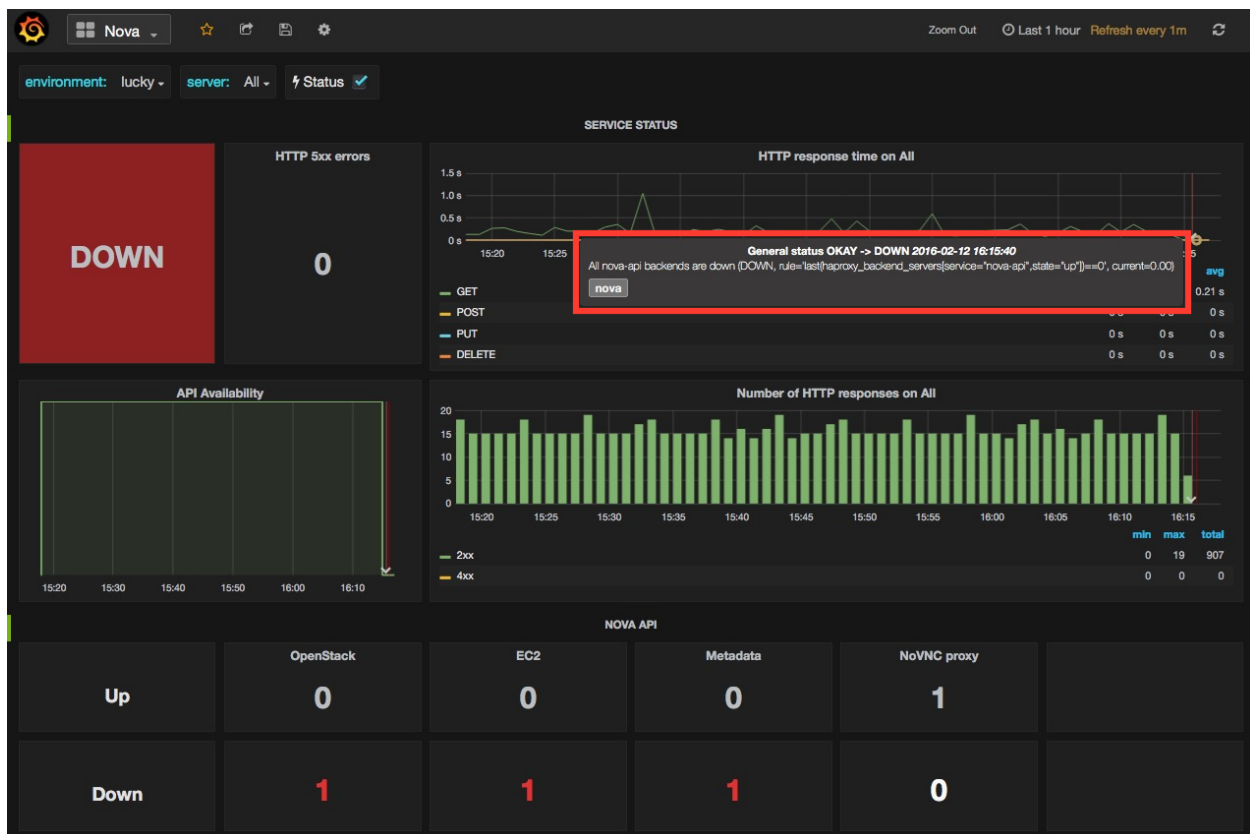 Nova
Zoom Out
Last 1 hour Refresh every 1m
environment: lucky
server: All
Status
SERVICE STATUS
DOWN
HTTP 5xx errors
0
HTTP response time on All
1.5 s
1.0 s
0.5 s
0 s
15:20 15:25
General status OKAY -> DOWN 2016-02-12 16:15:40
All nova-api backends are down (DOWN, rule='last(haproxy_backend_servers[service="nova-api",state="up"])==0', current=0.00)
nova
avg
GET 0.21 s
POST 0 s 0 s 0 s
PUT 0 s 0 s 0 s
DELETE 0 s 0 s 0 s
API Availability
15:20 15:30 15:40 15:50 16:00 16:10
Number of HTTP responses on All
20
15
10
5
0
15:20 15:25 15:30 15:35 15:40 15:45 15:50 15:55 16:00 16:05 16:10 16:15
min max total
2xx 0 19 907
4xx 0 0 0
NOVA API
OpenStack EC2 Metadata NoVNC proxy
Up 0 0 0 1
Down 1 1 1 0